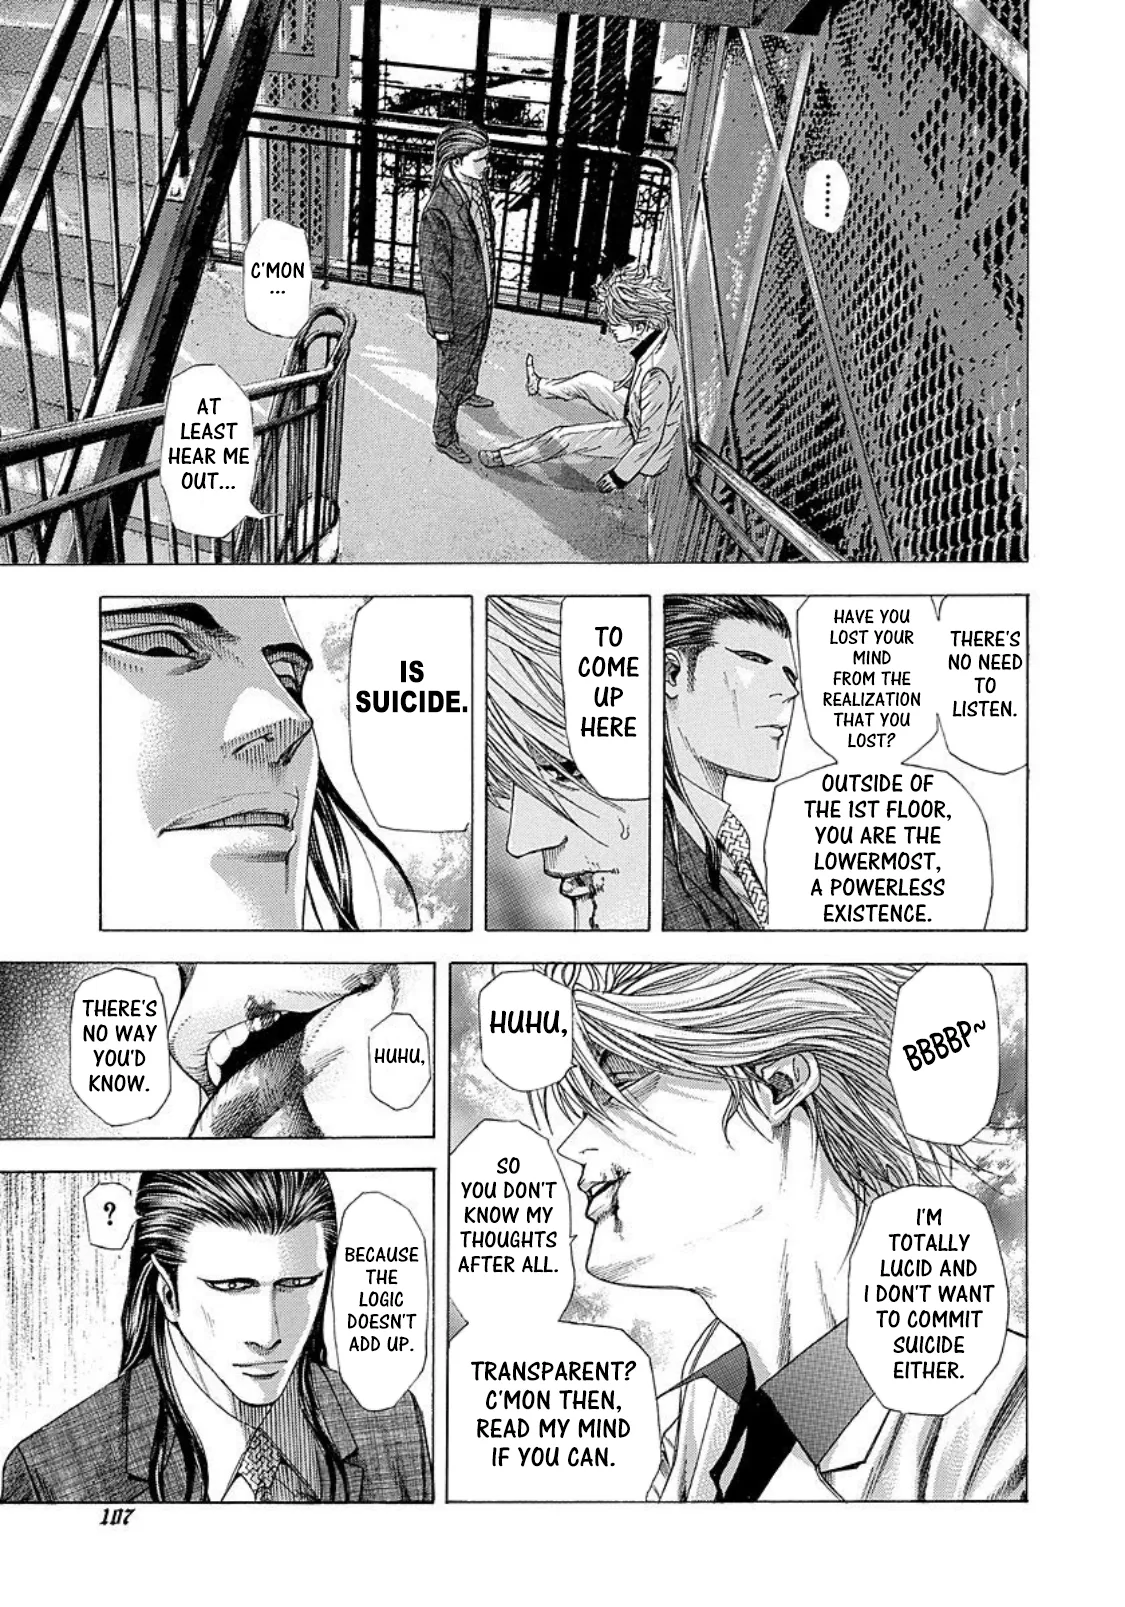 ......
C'MON
...
AT
LEAST
HEAR ME
OUT...
THERE'S
NO NEED
TO
LISTEN.
HAVE YOU
LOST YOUR
MIND
FROM THE
REALIZATION
THAT YOU
LOST?
OUTSIDE OF
THE 1ST FLOOR,
YOU ARE THE
LOWERMOST,
A POWERLESS
EXISTENCE.
TO
COME
UP
HERE
IS
SUICIDE.
BBBBP~
HUHU,
I'M
TOTALLY
LUCID AND
I DON'T WANT
TO COMMIT
SUICIDE
EITHER.
SO
YOU DON'T
KNOW MY
THOUGHTS
AFTER ALL.
TRANSPARENT?
C'MON THEN,
READ MY MIND
IF YOU CAN.
HUHU,
THERE'S
NO WAY
YOU'D
KNOW.
BECAUSE
THE
LOGIC
DOESN'T
ADD UP.
?
107